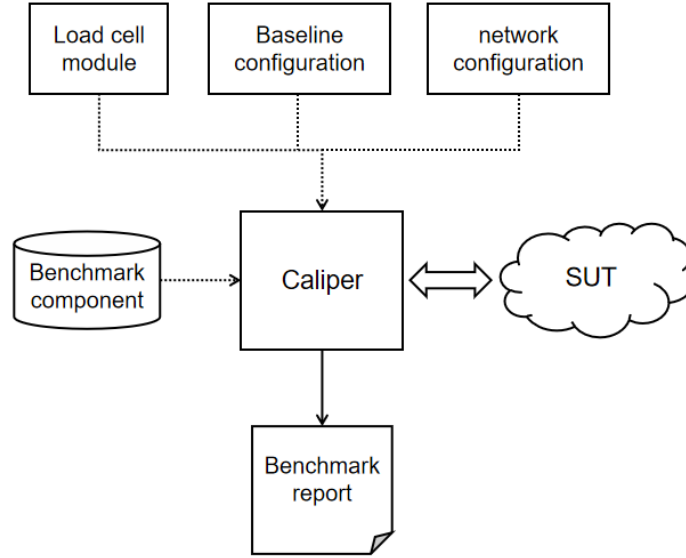 Load cell
module
Baseline
configuration
network
configuration
Benchmark
component
Caliper
SUT
Benchmark
report